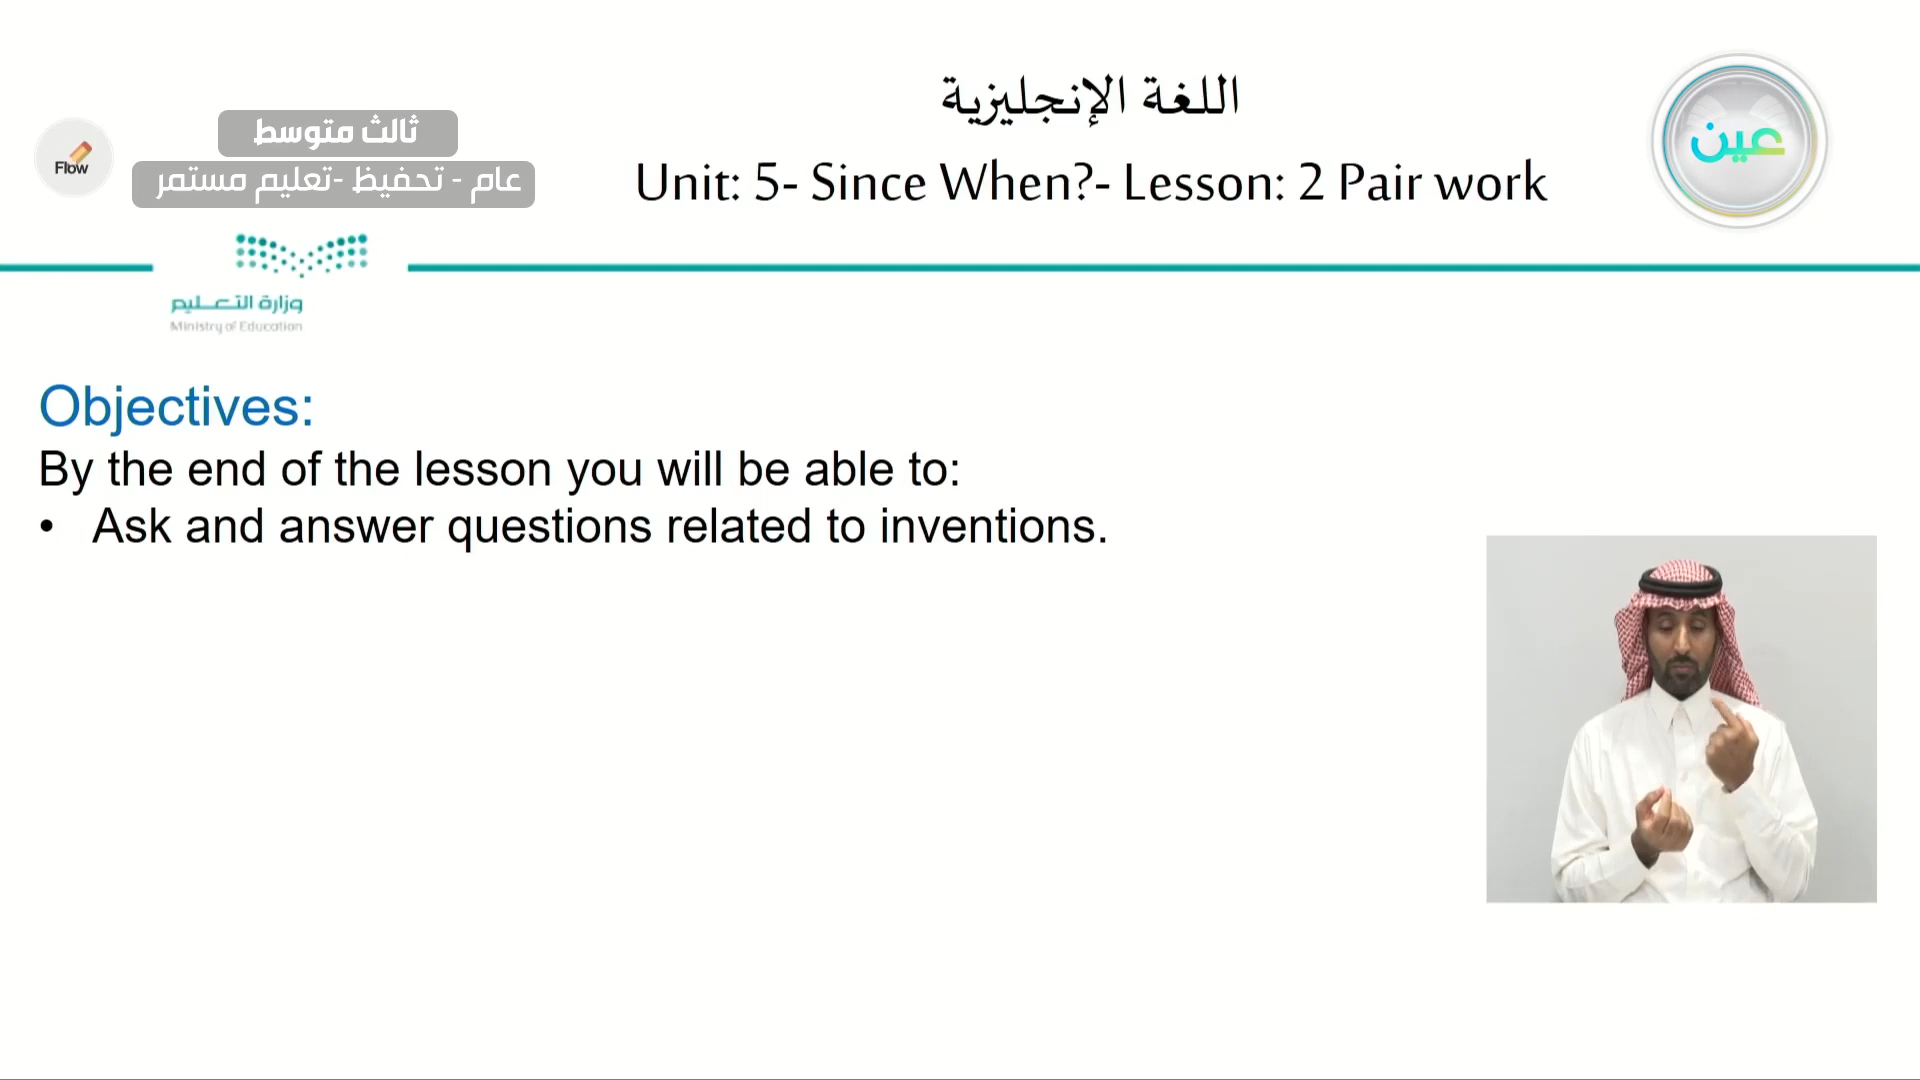 اللغة الإنجليزية
Unit: 5- Since When?- Lesson: 2 Pair work
عين
Flow
ثالث متوسط
عام - تحفيظ -تعليم مستمر
وزارة التعليم
Ministry of Education
Objectives:
By the end of the lesson you will be able to:
• Ask and answer questions related to inventions.